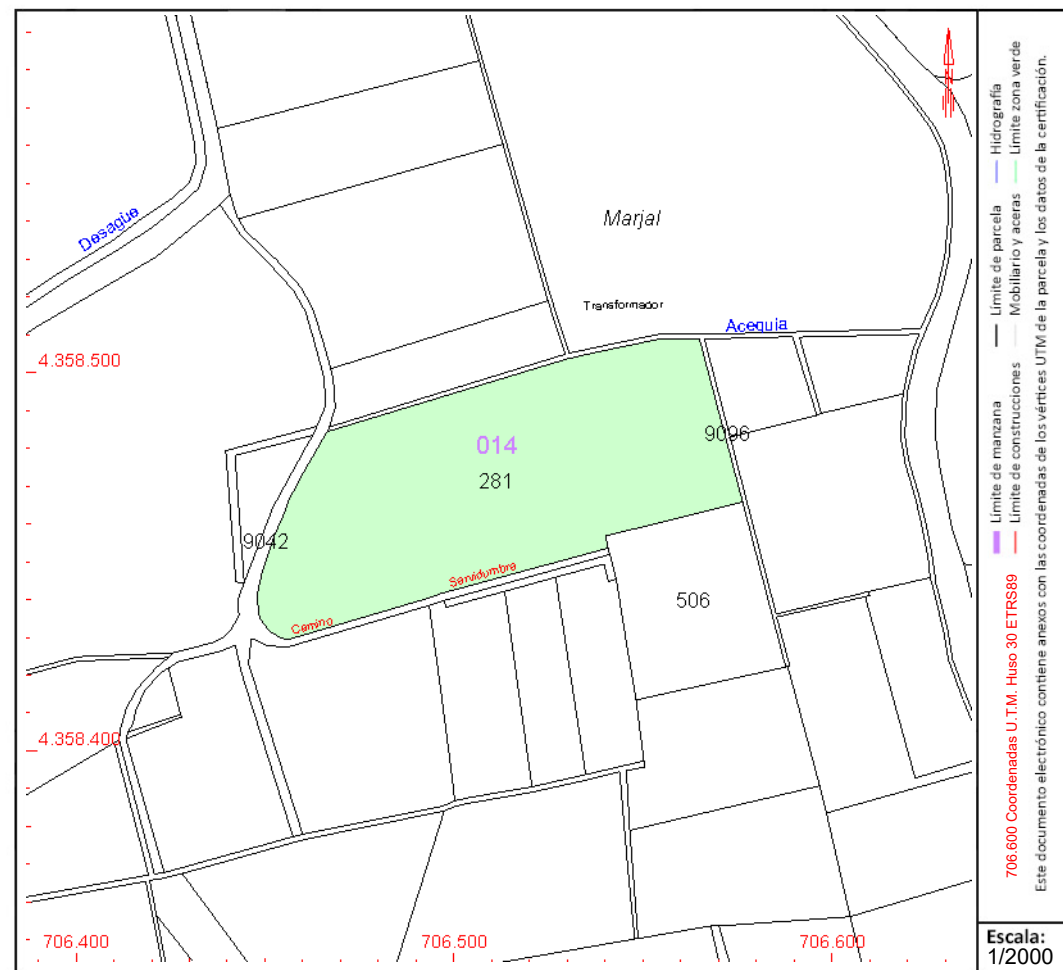 Desagüe
Marjal
Transformador
Acequia
4.358.500
014
281
9096
9042
Servidumbre
Camino
506
4.358.400
706.400
706.500
706.600
706.600 Coordenadas U.T.M. Huso 30 ETRS89
Límite de manzana
Límite de parcela
Hidrografía
Límite de construcciones
Mobiliario y aceras
Límite zona verde
Este documento electrónico contiene anexos con las coordenadas de los vértices UTM de la parcela y los datos de la certificación.
Escala:
1/2000